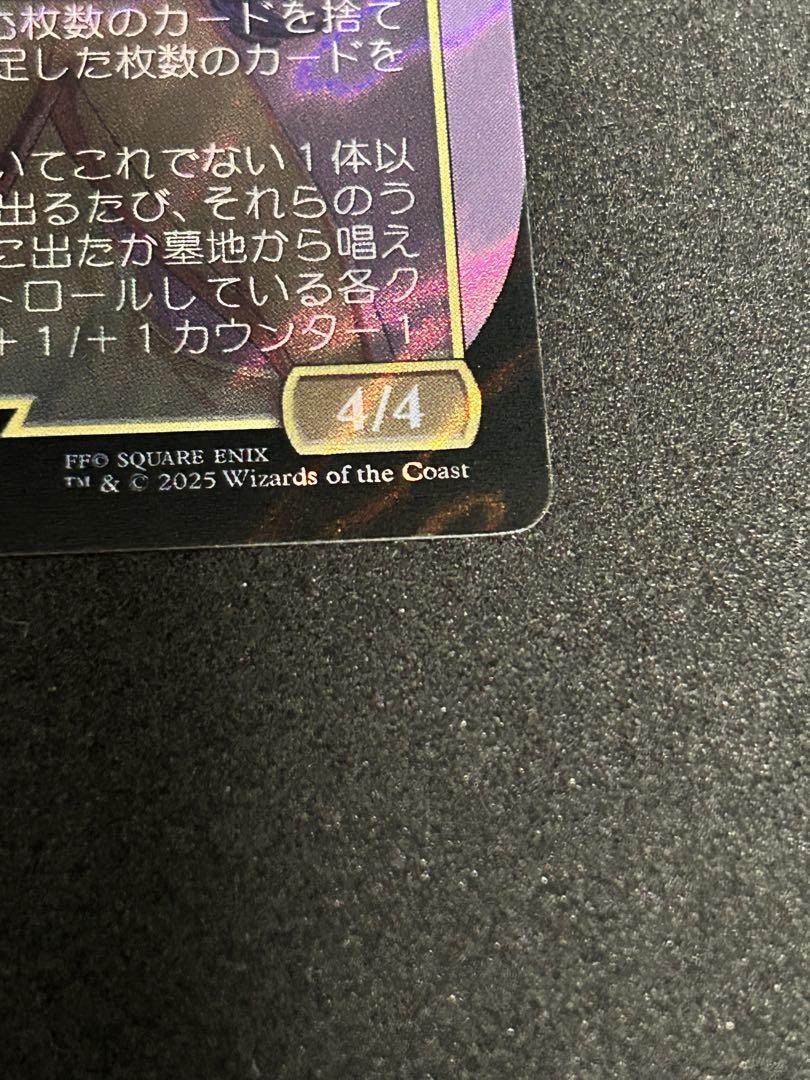 む枚数のカードを捨て
足した枚数のカードを
いてこれでない1体以
出るたび、それらのう
に出たか墓地から唱え
トロールしている各ク
+1/+1カウンター1
4/4
FF© SQUARE ENIX
™ & © 2025 Wizards of the Coast